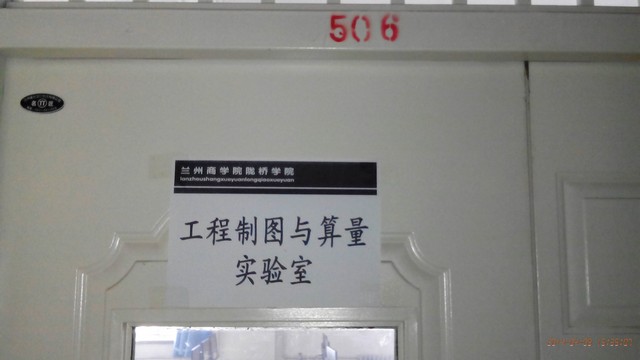 506
兰州商学院陇桥学院
lanzhoushangxueyuanlongqiaoxueyuan
工程制图与算量
实验室